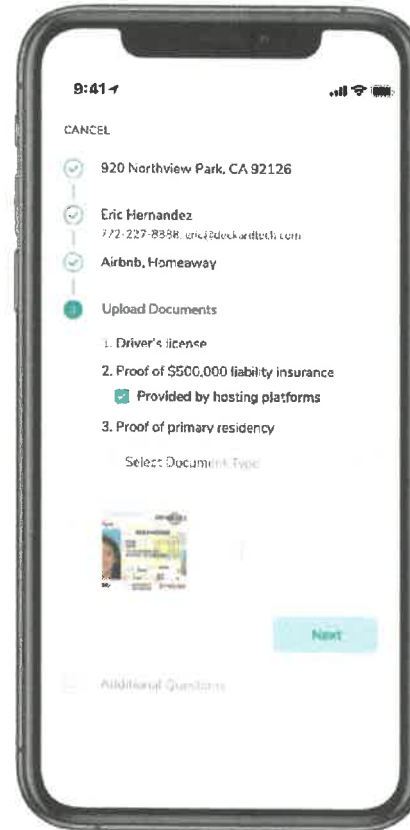 9:41
CANCEL
920 Northview Park, CA 92126
Eric Hernandez
772-227-8888, eric@deckardtech.com
Airbnb, Homeaway
Upload Documents
1. Driver's license
2. Proof of $500,000 liability insurance
Provided by hosting platforms
3. Proof of primary residency
Select Document Type
Next
Additional Questions